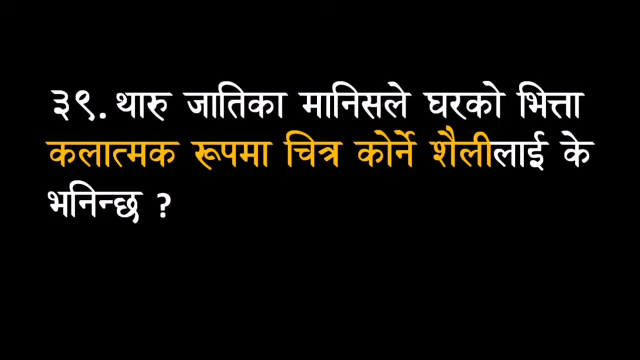 ३९. थारु जातिका मानिसले घरको भित्ता
कलात्मक रूपमा चित्र कोर्ने शैलीलाई के
भनिन्छ ?